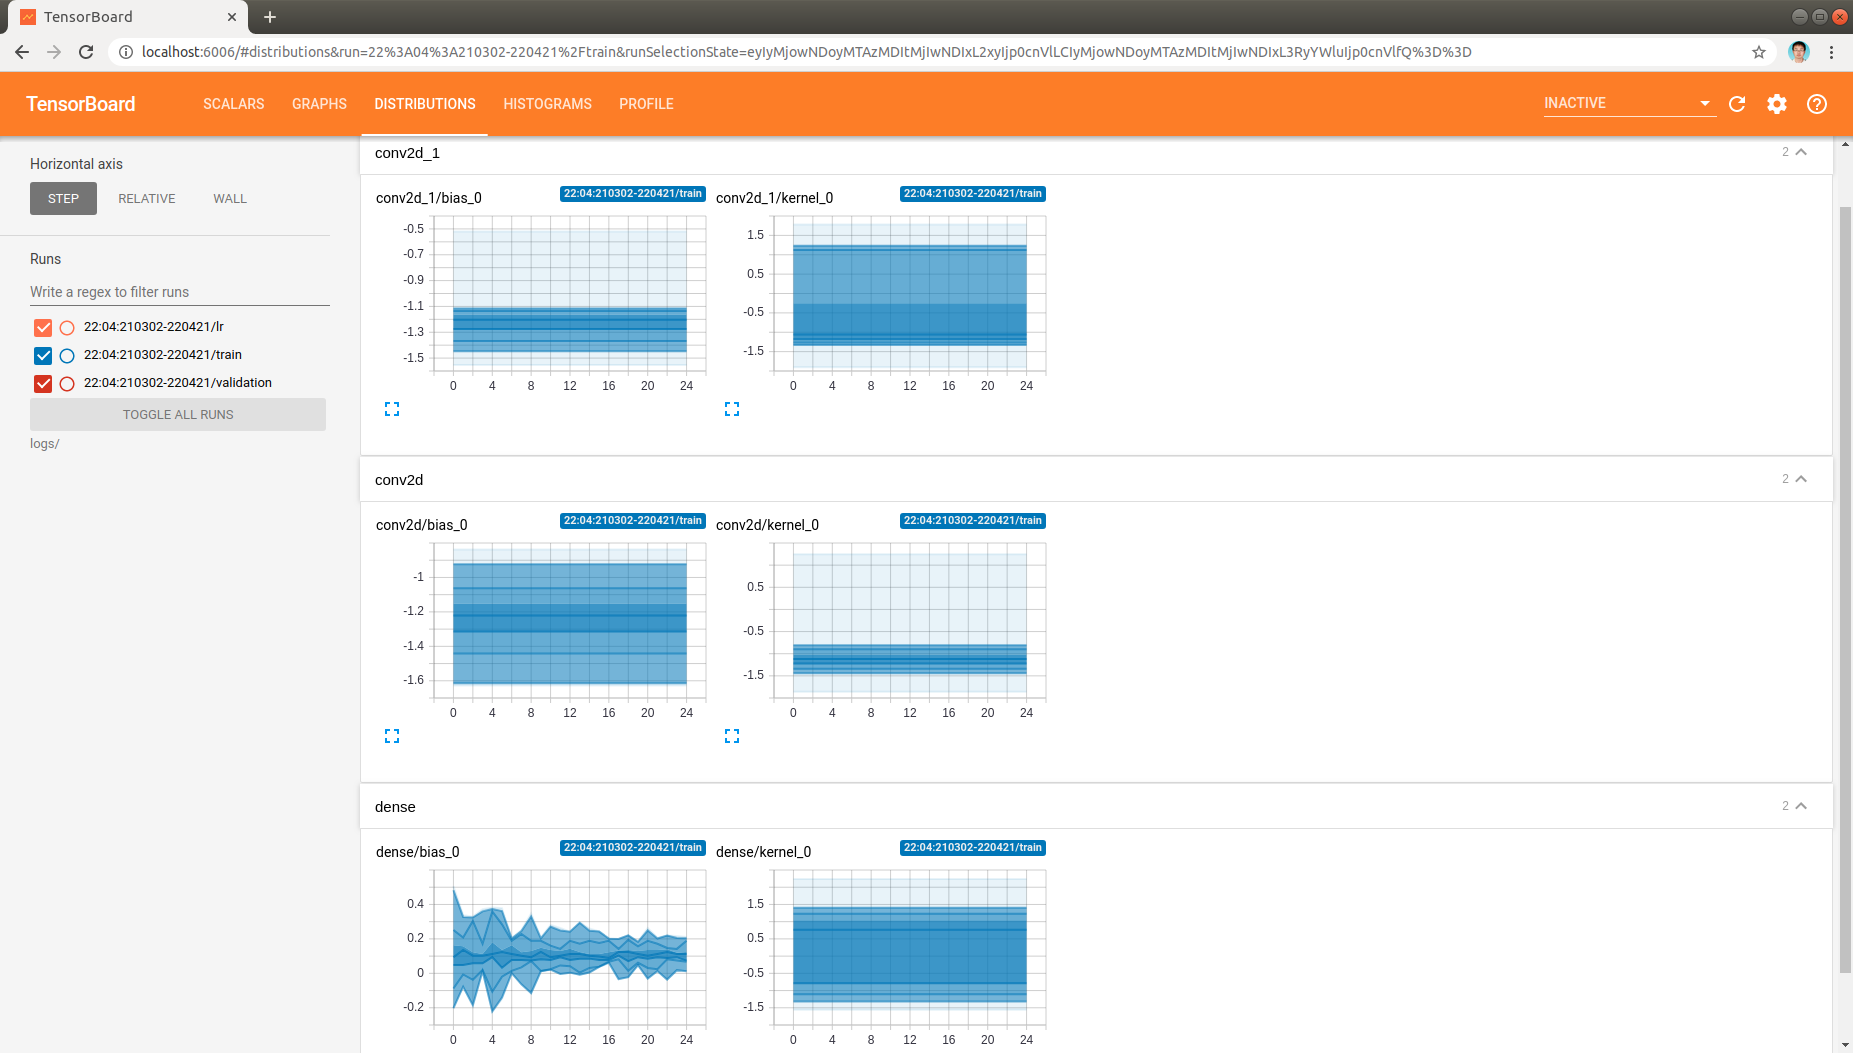 TensorBoard
localhost:6006/#distributions&run=22%3A04%3A210302-220421%2Ftrain&runSelectionState=eyIyMjowNDoyMTAzMDItMjIwNDIxL2xyIjp0cnVlLCIyMjowNDoyMTAzMDItMjIwNDIxL3RyYWluIjp0cnVlfQ%3D%3D
TensorBoard
SCALARS GRAPHS DISTRIBUTIONS HISTOGRAMS PROFILE
INACTIVE
Horizontal axis
STEP RELATIVE WALL
Runs
Write a regex to filter runs
22:04:210302-220421/lr
22:04:210302-220421/train
22:04:210302-220421/validation
TOGGLE ALL RUNS
logs/
conv2d_1
2
conv2d_1/bias_0
22:04:210302-220421/train
-0.5
-0.7
-0.9
-1.1
-1.3
-1.5
0 4 8 12 16 20 24
conv2d_1/kernel_0
22:04:210302-220421/train
1.5
0.5
-0.5
-1.5
0 4 8 12 16 20 24
conv2d
2
conv2d/bias_0
22:04:210302-220421/train
-1
-1.2
-1.4
-1.6
0 4 8 12 16 20 24
conv2d/kernel_0
22:04:210302-220421/train
0.5
-0.5
-1.5
0 4 8 12 16 20 24
dense
2
dense/bias_0
22:04:210302-220421/train
0.4
0.2
0
-0.2
0 4 8 12 16 20 24
dense/kernel_0
22:04:210302-220421/train
1.5
0.5
-0.5
-1.5
0 4 8 12 16 20 24